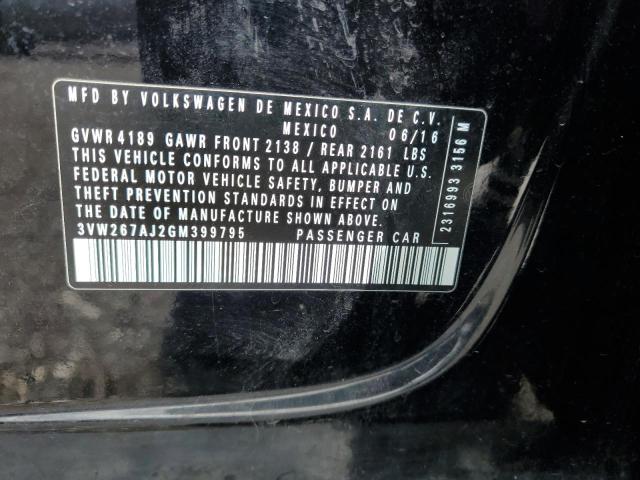 MFD BY VOLKSWAGEN DE MEXICO S.A. DE C.V.
MEXICO 06/16
GVWR 4189 GAWR FRONT 2138 / REAR 2161 LBS
THIS VEHICLE CONFORMS TO ALL APPLICABLE U.S.
FEDERAL MOTOR VEHICLE SAFETY, BUMPER AND
THEFT PREVENTION STANDARDS IN EFFECT ON
THE DATE OF MANUFACTURE SHOWN ABOVE
3VW267AJ2GM399795 PASSENGER CAR
2316993 3156 M